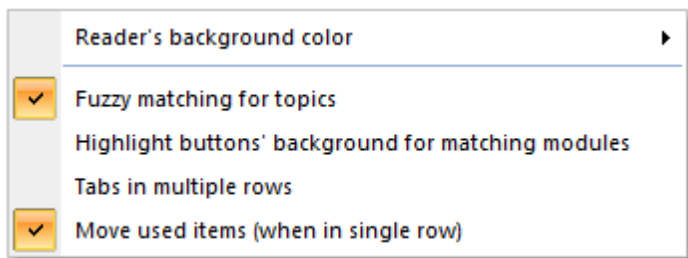 Reader's background color
Fuzzy matching for topics
Highlight buttons' background for matching modules
Tabs in multiple rows
Move used items (when in single row)